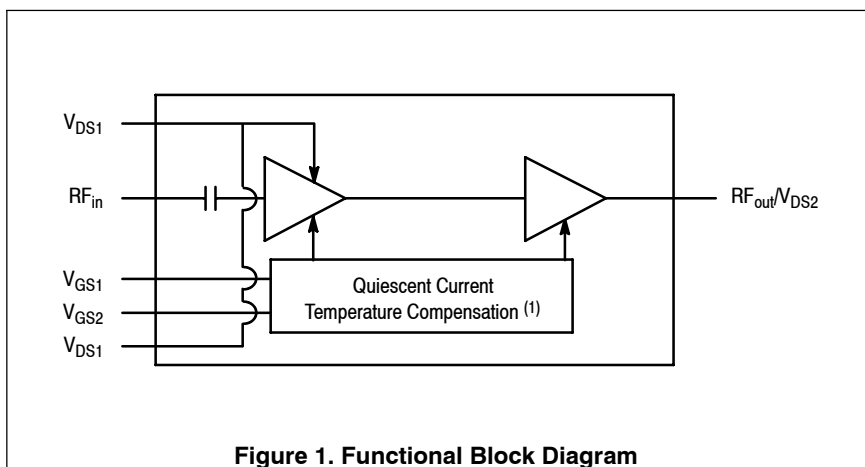 V_DS1
RF_in
RF_out/V_DS2
V_GS1
Quiescent Current
V_GS2
Temperature Compensation (1)
V_DS1
Figure 1. Functional Block Diagram